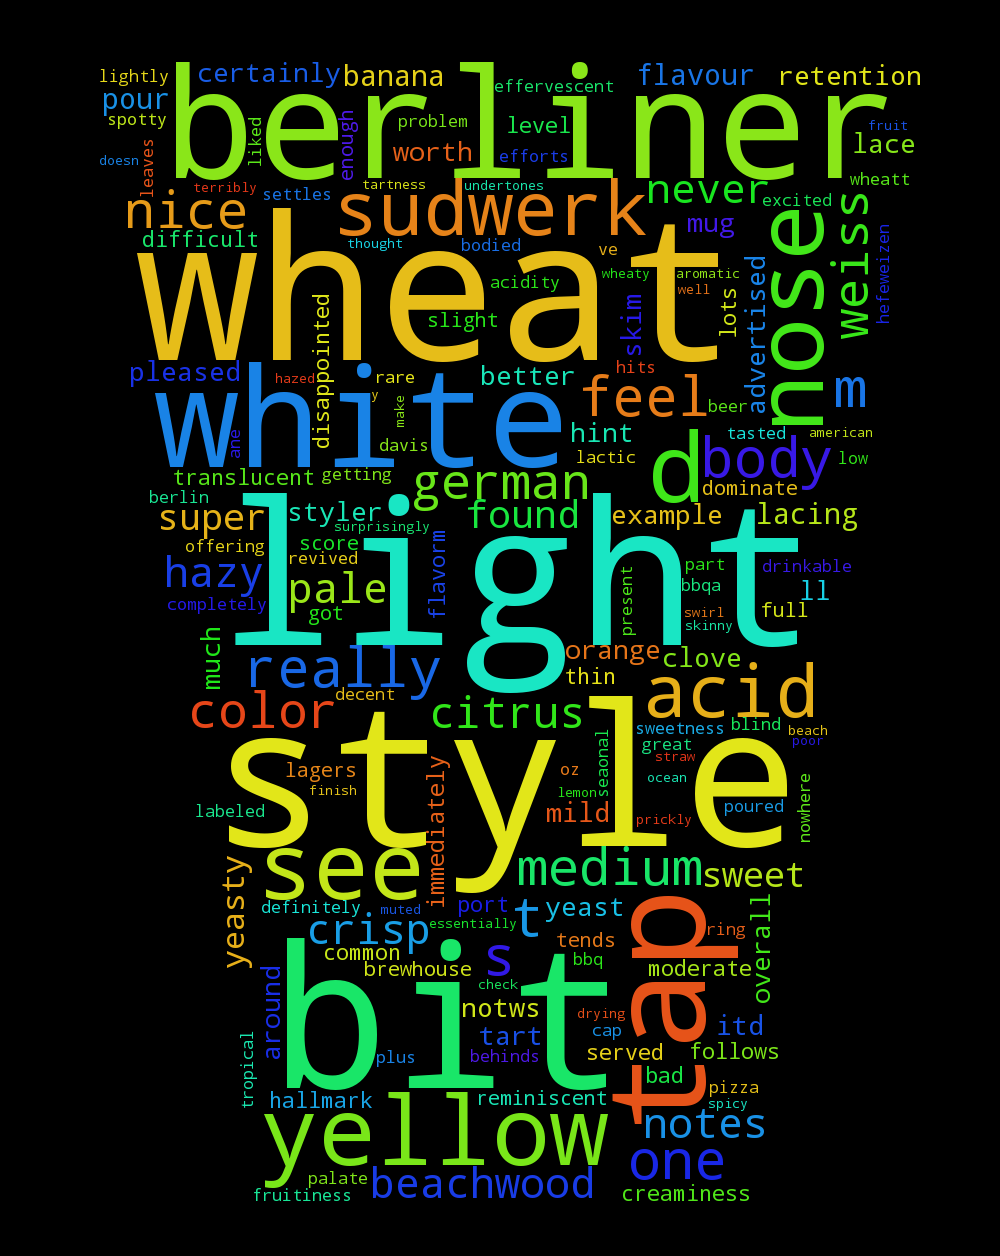 lightly certainly banana effervescent flavour retention
pour berliner
spotty liked enough problem level fruit
doesn leaves worth efforts lace
terribly settles tartness undertones never excited wheatt
nice sudwerk mug nose weiss
difficult thought bodied ve
wheat acidity wheaty aromatic well hefeweizen
disappointed slight skim lots advertised
pleased hazed rare better hits
y make feel beer m
white ane davis hint tasted american
translucent getting german lactic d body low
berlin dominate
super styler found example lacing
offering surprisingly
score revived
hazy flavorm part drinkable
completely pale light present bbqa ll
got swirl full
skinny
much really orange clove
decent thin acid
color citrus sweetness blind beach
great poor
lagers style seaonal straw
finish immediately oz ocean
labeled lemon poured nowhere
mild prickly
see medium sweet
yeasty definitely muted port yeast overall
crisp essentially t tap ring
common tends
brewhouse s bbq moderate
around bit check
notws drying
tart cap itd
tropical plus behinds served follows
bad pizza
hallmark reminiscent spicy
yellow notes
one
palate beachwood
fruitiness creaminess